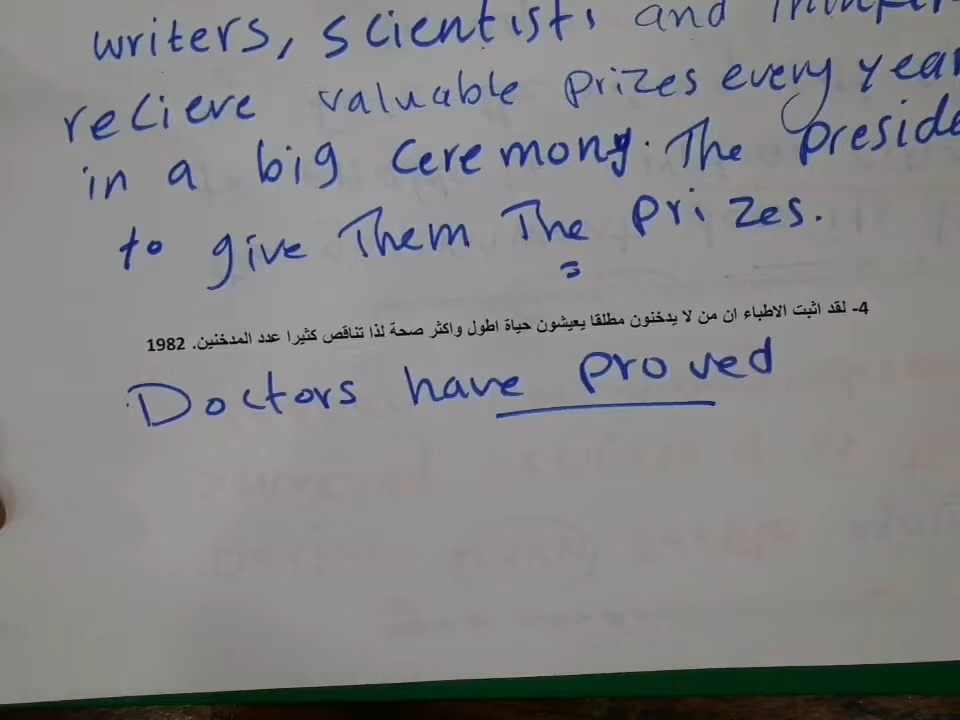 writers, scientists and
relieve valuable prizes every year
in a big Ceremony. The
to give Them The prizes.
4- لقد اثبت الاطباء ان من لا يدخنون مطلقا يعيشون حياة اطول واكثر صحة لذا تناقص كثيرا عدد المدخنين. 1982
Doctors have proved